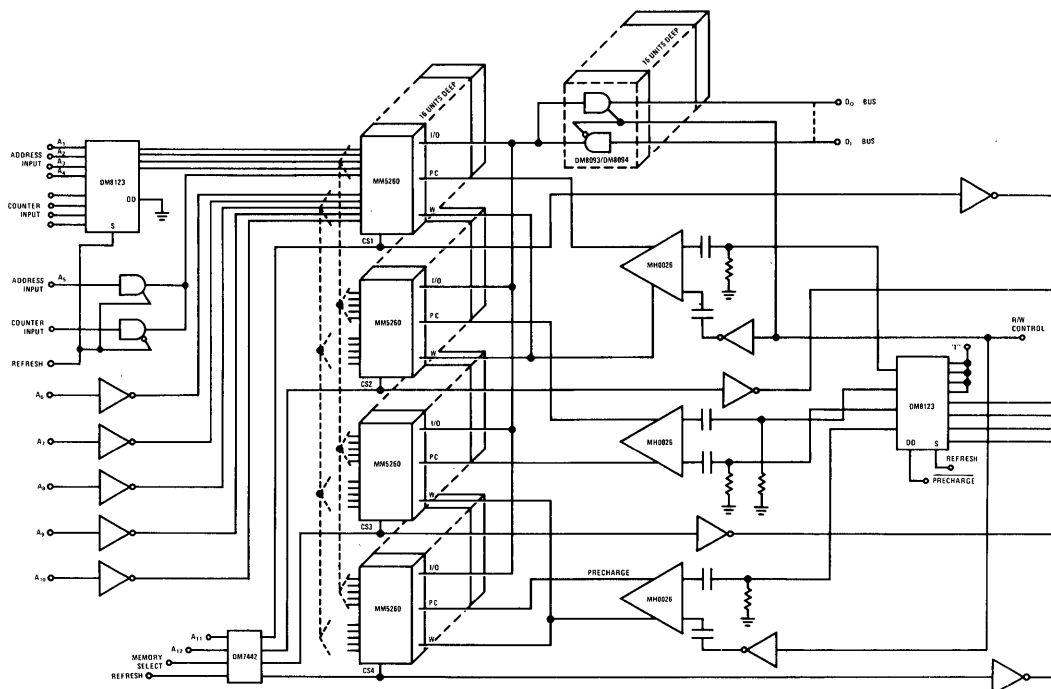 16 UNITS DEEP
16 UNITS DEEP
D₀ BUS
D₁ BUS
DM8093/DM8094
A₁
ADDRESS
INPUT
A₂
A₃
A₄
DM8123
OD
COUNTER
INPUT
S
I/O
MM5260
PC
W
CS1
ADDRESS
INPUT
A₅
COUNTER
INPUT
REFRESH
MH0026
I/O
MM5260
PC
W
CS2
R/W
CONTROL
"1"
DM8123
OD
S
REFRESH
PRECHARGE
A₆
A₇
A₈
A₉
A₁₀
I/O
MM5260
PC
W
CS3
MH0026
I/O
MM5260
PC
W
CS4
PRECHARGE
MH0026
A₁₁
A₁₂
MEMORY
SELECT
REFRESH
DM7442